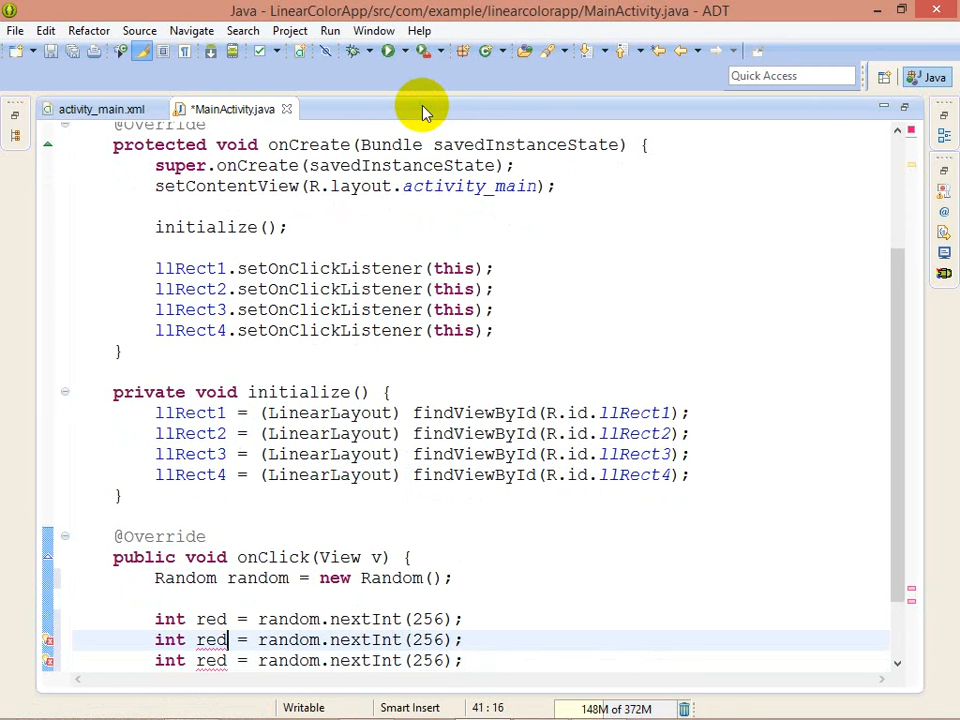 Java - LinearColorApp/src/com/example/linearcolorapp/MainActivity.java - ADT
File Edit Refactor Source Navigate Search Project Run Window Help
Quick Access
Java
activity_main.xml
*MainActivity.java
@Override
protected void onCreate(Bundle savedInstanceState) {
super.onCreate(savedInstanceState);
setContentView(R.layout.activity_main);
initialize();
llRect1.setOnClickListener(this);
llRect2.setOnClickListener(this);
llRect3.setOnClickListener(this);
llRect4.setOnClickListener(this);
}
private void initialize() {
llRect1 = (LinearLayout) findViewById(R.id.llRect1);
llRect2 = (LinearLayout) findViewById(R.id.llRect2);
llRect3 = (LinearLayout) findViewById(R.id.llRect3);
llRect4 = (LinearLayout) findViewById(R.id.llRect4);
}
@Override
public void onClick(View v) {
Random random = new Random();
int red = random.nextInt(256);
int red = random.nextInt(256);
int red = random.nextInt(256);
Writable
Smart Insert
41 : 16
148M of 372M